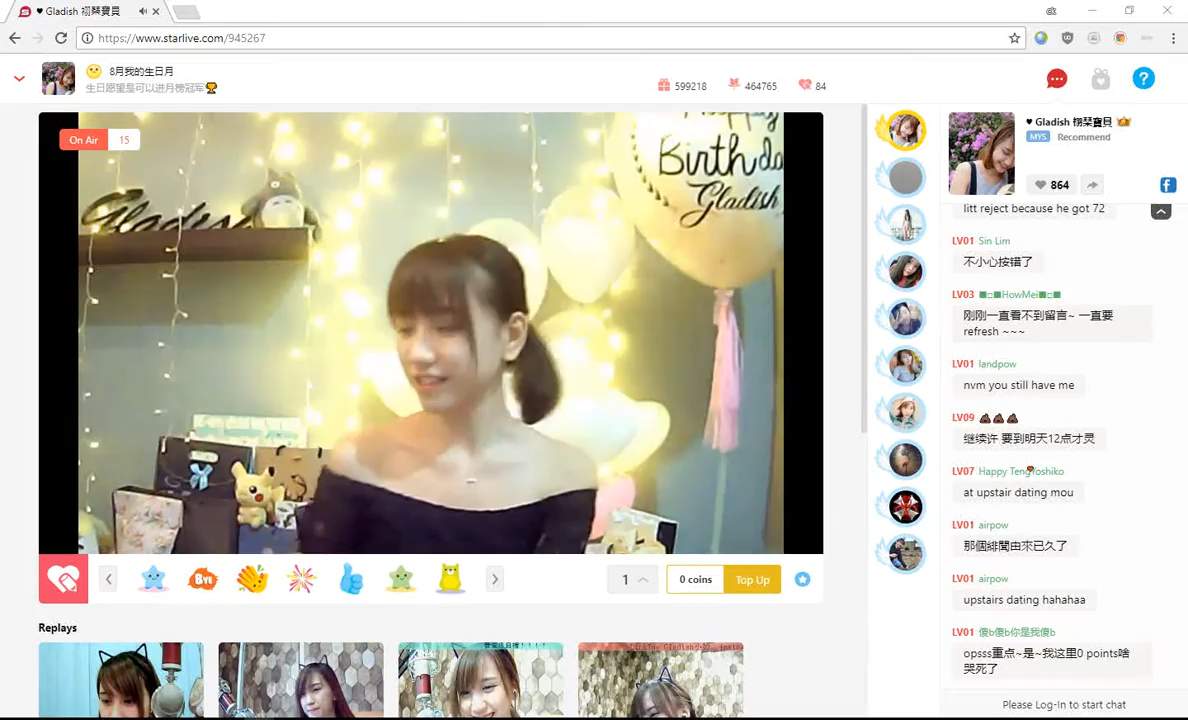 ♥ Gladish 栩琹寶貝
https://www.starlive.com/945267
8月我的生日月
生日愿望是可以进月榜冠军🏆
599218
464765
84
On Air 15
Birthda
Gladish
Gladish
BYE
1
0 coins
Top Up
Replays
♥ Gladish 栩琹寶貝
MYS Recommend
864
litt reject because he got 72
LV01 Sin Lim
不小心按错了
LV03 ■□■HowMei■□■
刚刚一直看不到留言~ 一直要
refresh ~~~
LV01 landpow
nvm you still have me
LV09 💩💩💩
继续许 要到明天12点才灵
LV07 Happy TengYoshiko
at upstair dating mou
LV01 airpow
那個緋聞由來已久了
LV01 airpow
upstairs dating hahahaa
LV01 傻b傻b你是我傻b
opsss重点~是~我这里0 points啥
哭死了
Please Log-In to start chat